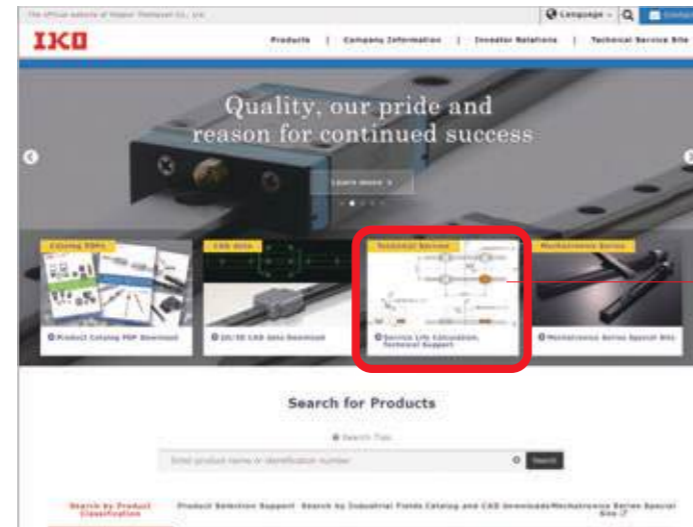 The official website of Nippon Thompson Co., Ltd.
Language
Contact
IKO
Products | Company Information | Investor Relations | Technical Service Site
Quality, our pride and
reason for continued success
Learn more
Catalog PDFs
CAD data
Technical Service
Mechatronics Series
Product Catalog PDF Download
2D/3D CAD data Download
Service Life Calculation,
Technical Support
Mechatronics Series Special Site
Search for Products
Search Tips
Enter product name or identification number
Search
Search by Product
Classification
Product Selection Support
Search by Industrial Fields
Catalog and CAD Downloads
Mechatronics Series Special
Site